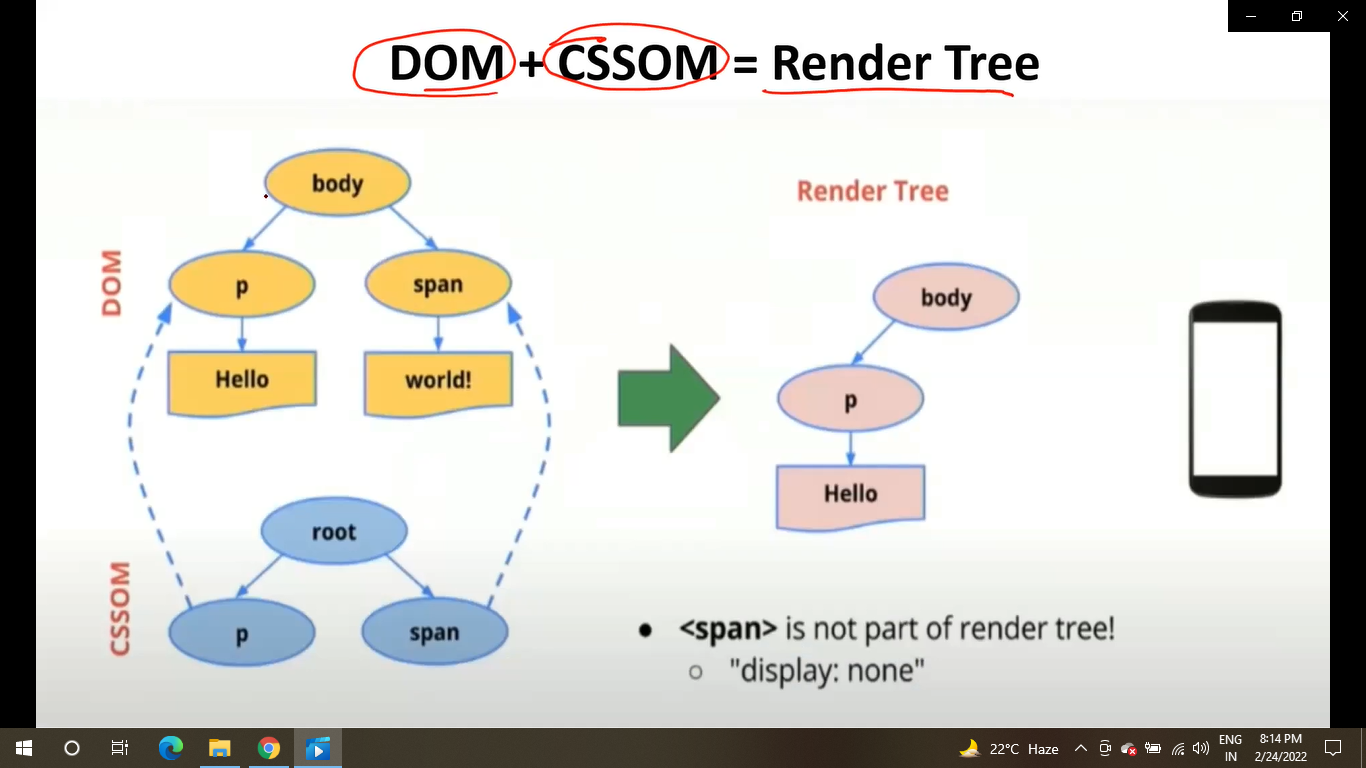 DOM + CSSOM = Render Tree
DOM
body
p
span
Hello
world!
CSSOM
root
p
span
Render Tree
body
p
Hello
● <span> is not part of render tree!
○ "display: none"
22°C Haze
ENG
IN
8:14 PM
2/24/2022